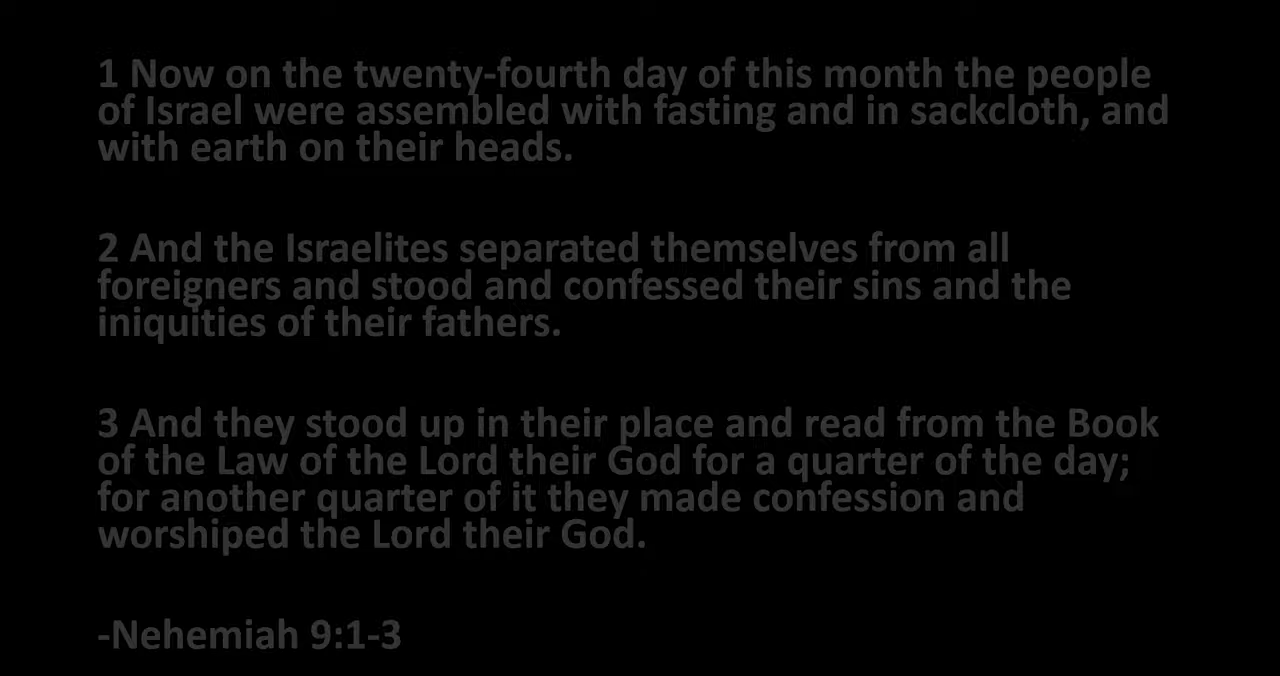 1 Now on the twenty-fourth day of this month the people
of Israel were assembled with fasting and in sackcloth, and
with earth on their heads.
2 And the Israelites separated themselves from all
foreigners and stood and confessed their sins and the
iniquities of their fathers.
3 And they stood up in their place and read from the Book
of the Law of the Lord their God for a quarter of the day;
for another quarter of it they made confession and
worshiped the Lord their God.
-Nehemiah 9:1-3